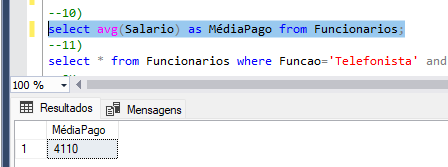 --10)
select avg(Salario) as MédiaPago from Funcionarios;
--11)
select * from Funcionarios where Funcao='Telefonista' and
100 %
Resultados Mensagens
MédiaPago
1 4110